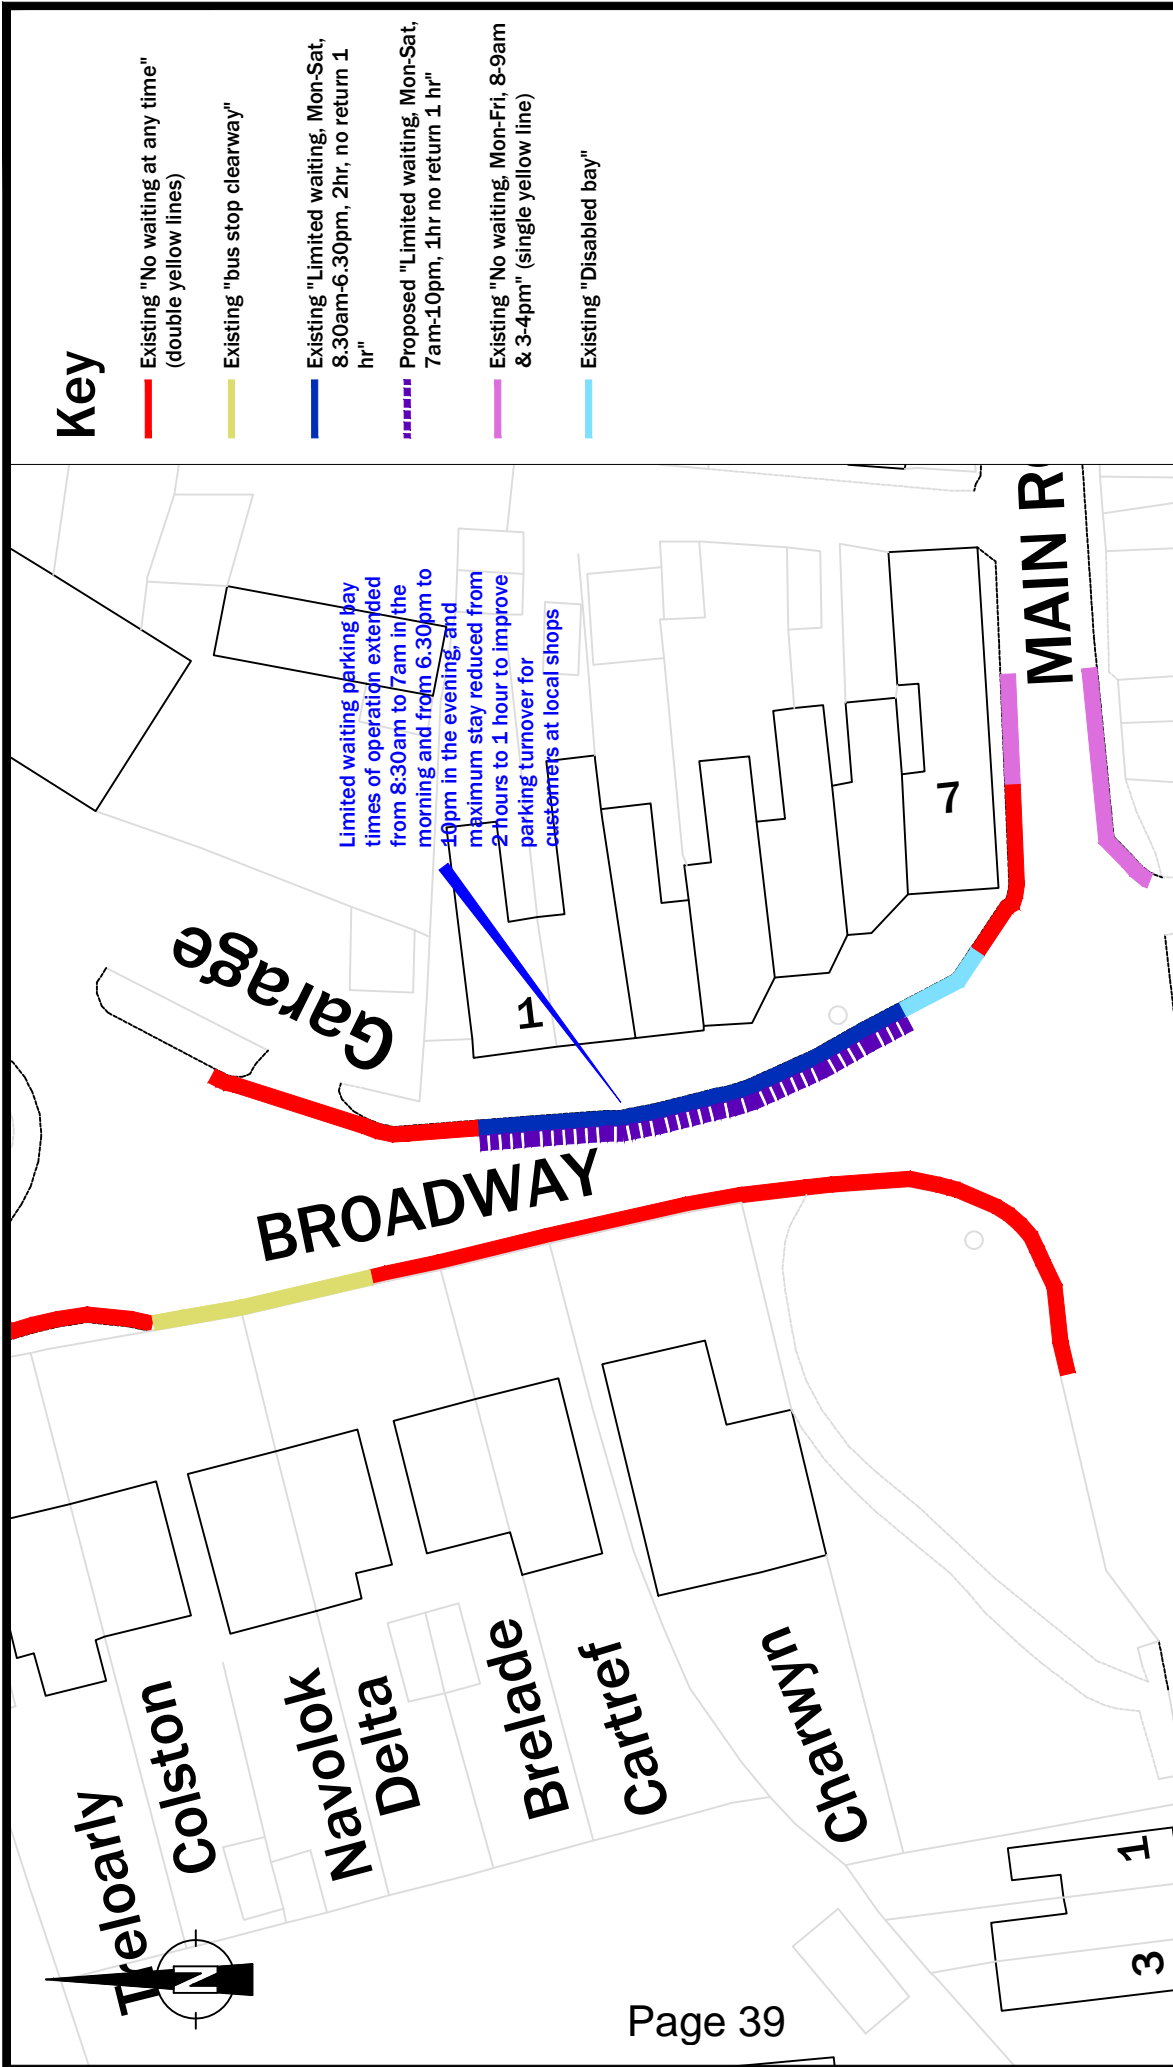 Key
Existing "No waiting at any time"
(double yellow lines)
Existing "bus stop clearway"
Existing "Limited waiting, Mon-Sat,
8.30am-6.30pm, 2hr, no return 1
hr"
Proposed "Limited waiting, Mon-Sat,
7am-10pm, 1hr no return 1 hr"
Existing "No waiting, Mon-Fri, 8-9am
& 3-4pm" (single yellow line)
Existing "Disabled bay"
Limited waiting parking bay
times of operation extended
from 8:30am to 7am in the
morning and from 6.30pm to
10pm in the evening, and
maximum stay reduced from
2 hours to 1 hour to improve
parking turnover for
customers at local shops
Garage
1
7
MAIN R
BROADWAY
Treloarly
Colston
Navolok
Delta
Brelade
Cartref
Charwyn
N
1
3
Page 39